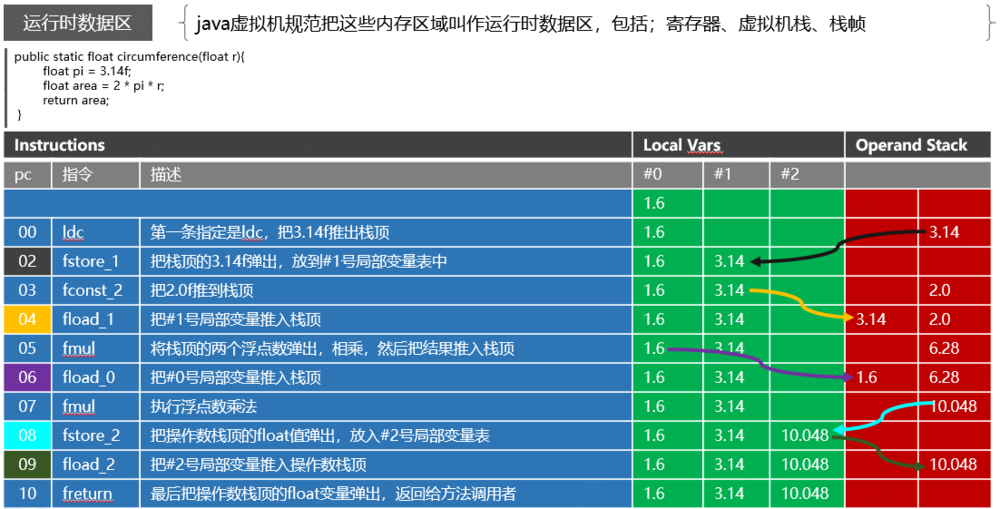 运行时数据区
java虚拟机规范把这些内存区域叫作运行时数据区，包括；寄存器、虚拟机栈、栈帧
public static float circumference(float r){
float pi = 3.14f;
float area = 2 * pi * r;
return area;
}
Instructions Local Vars Operand Stack
pc 指令 描述 #0 #1 #2
1.6
00 ldc 第一条指定是ldc，把3.14f推出栈顶 1.6 3.14
02 fstore_1 把栈顶的3.14f弹出，放到#1号局部变量表中 1.6 3.14
03 fconst_2 把2.0f推到栈顶 1.6 3.14 2.0
04 fload_1 把#1号局部变量推入栈顶 1.6 3.14 3.14 2.0
05 fmul 将栈顶的两个浮点数弹出，相乘，然后把结果推入栈顶 1.6 3.14 6.28
06 fload_0 把#0号局部变量推入栈顶 1.6 3.14 1.6 6.28
07 fmul 执行浮点数乘法 1.6 3.14 10.048
08 fstore_2 把操作数栈顶的float值弹出，放入#2号局部变量表 1.6 3.14 10.048
09 fload_2 把#2号局部变量推入操作数栈顶 1.6 3.14 10.048 10.048
10 freturn 最后把操作数栈顶的float变量弹出，返回给方法调用者 1.6 3.14 10.048